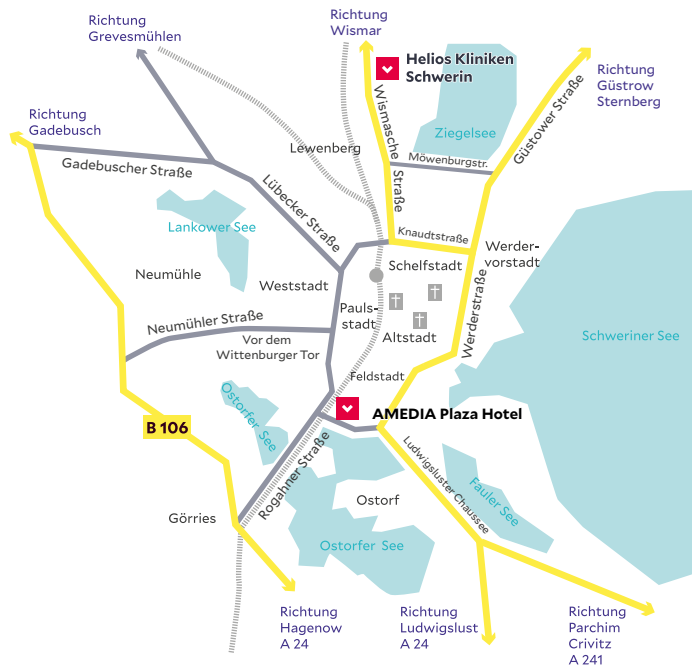 Richtung
Grevesmühlen
Richtung
Wismar
Helios Kliniken
Schwerin
Richtung
Güstrow
Sternberg
Richtung
Gadebusch
Ziegelsee
Güstower Straße
Wismasche
Straße
Lewenberg
Möwenburgstr.
Gadebuscher Straße
Lübecker Straße
Lankower See
Knaudtstraße
Werder-
vorstadt
Schelfstadt
Neumühle
Weststadt
Werderstraße
Pauls-
stadt
Neumühler Straße
Altstadt
Schweriner See
Vor dem
Wittenburger Tor
Feldstadt
Ostorfer See
AMEDIA Plaza Hotel
B 106
Rogahner Straße
Ludwigsluster Chaussee
Fauler See
Ostorf
Görries
Ostorfer See
Richtung
Hagenow
A 24
Richtung
Ludwigslust
A 24
Richtung
Parchim
Crivitz
A 241